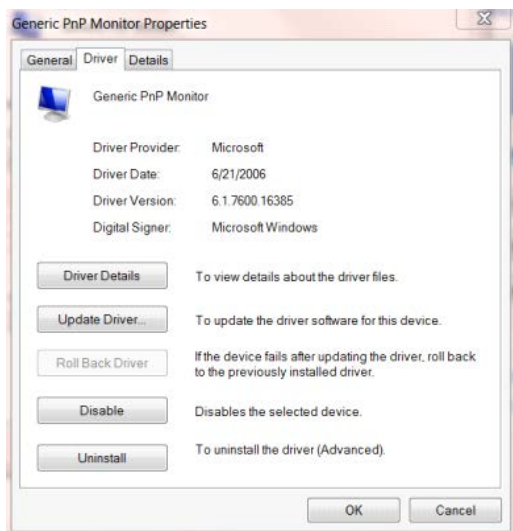 Generic PnP Monitor Properties
General Driver Details
Generic PnP Monitor
Driver Provider: Microsoft
Driver Date: 6/21/2006
Driver Version: 6.1.7600.16385
Digital Signer: Microsoft Windows
Driver Details To view details about the driver files.
Update Driver... To update the driver software for this device.
Roll Back Driver If the device fails after updating the driver, roll back
to the previously installed driver.
Disable Disables the selected device.
Uninstall To uninstall the driver (Advanced).
OK Cancel